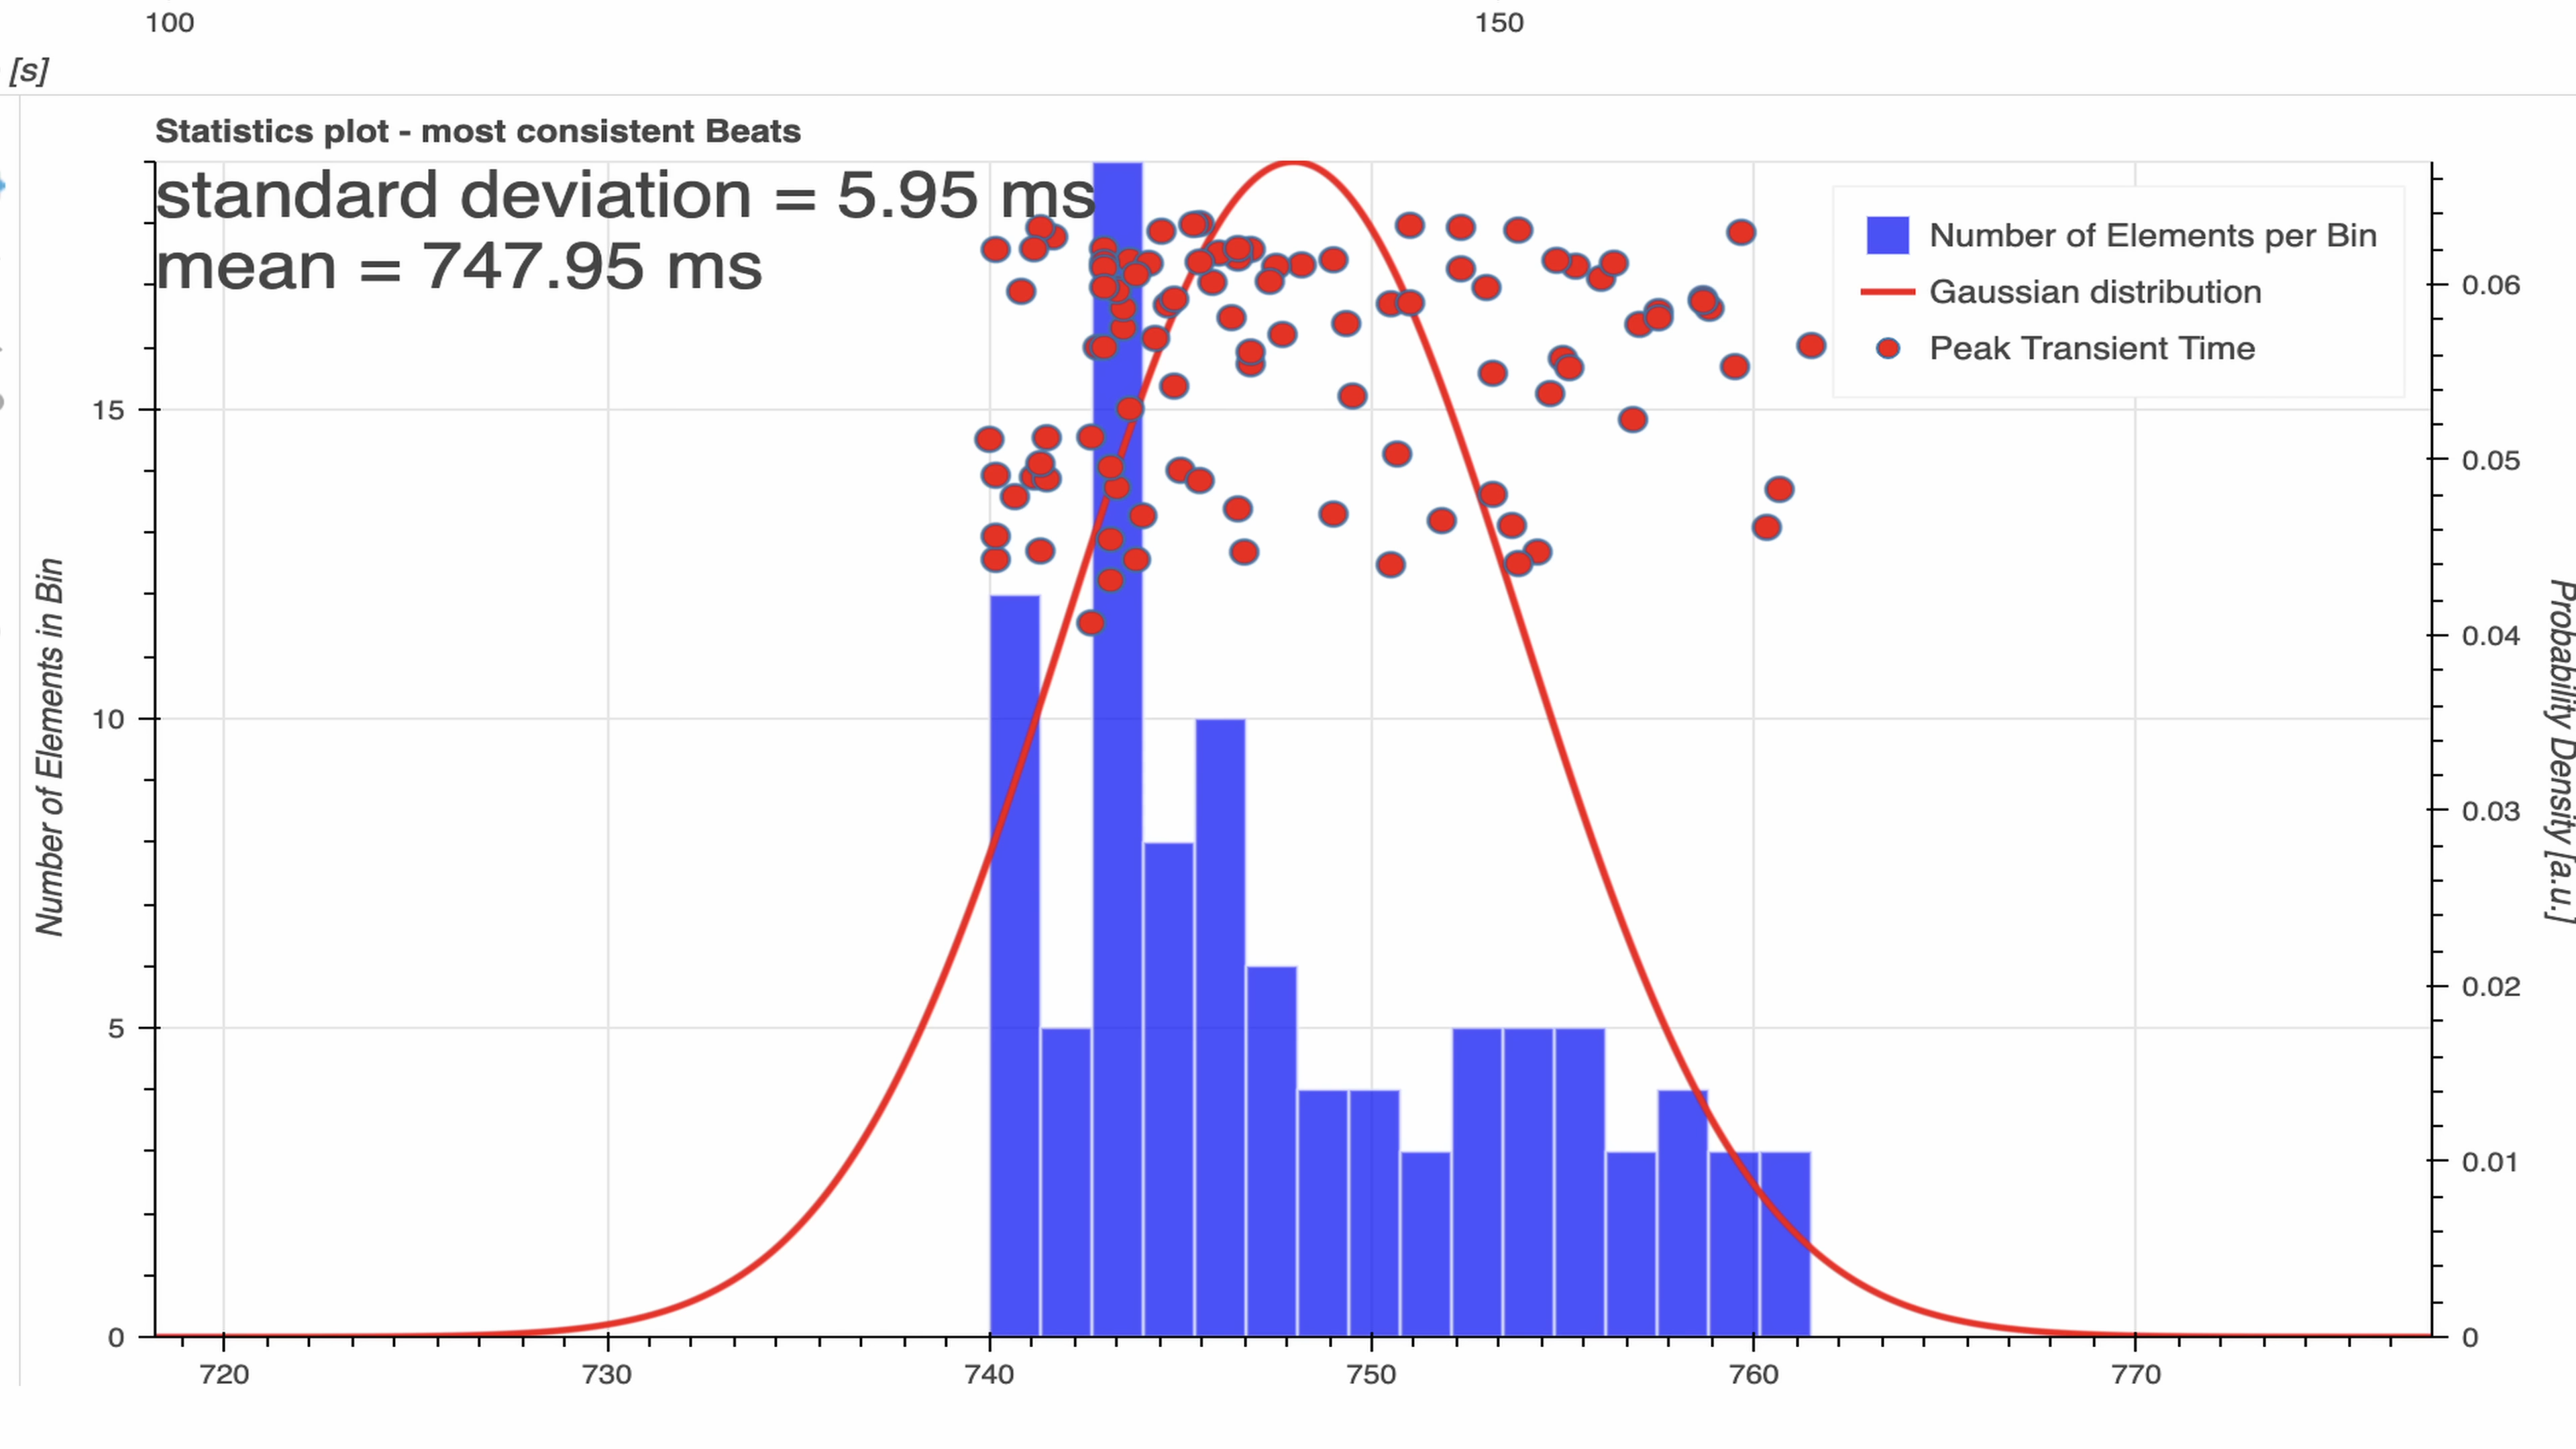 100
150
[s]
Statistics plot - most consistent Beats
standard deviation = 5.95 ms
mean = 747.95 ms
Number of Elements per Bin
Gaussian distribution
Peak Transient Time
Number of Elements in Bin
15
10
5
0
0.06
0.05
0.04
0.03
0.02
0.01
0
Probability Density [a.u.]
720
730
740
750
760
770